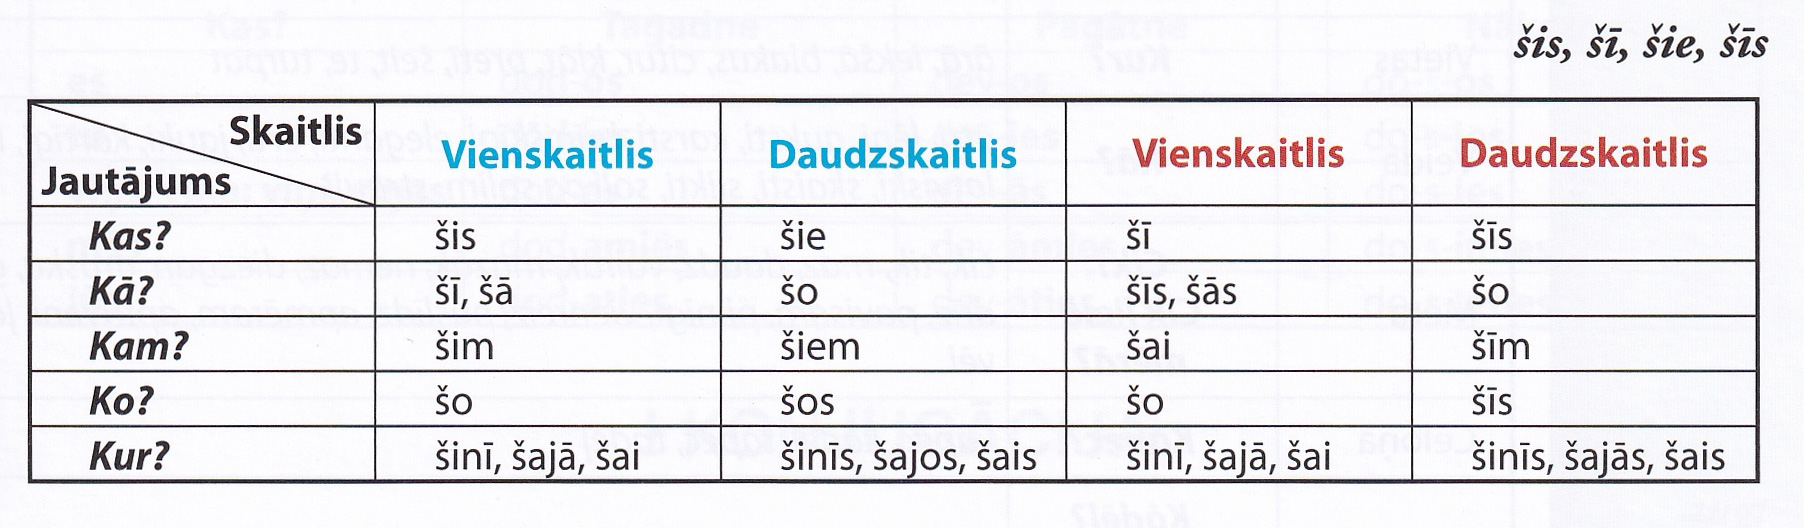 šis, šī, šie, šīs
Skaitlis
Jautājums
Vienskaitlis Daudzskaitlis Vienskaitlis Daudzskaitlis
Kas? šis šie šī šīs
Kā? šī, šā šo šīs, šās šo
Kam? šim šiem šai šīm
Ko? šo šos šo šīs
Kur? šinī, šajā, šai šinīs, šajos, šais šinī, šajā, šai šinīs, šajās, šais